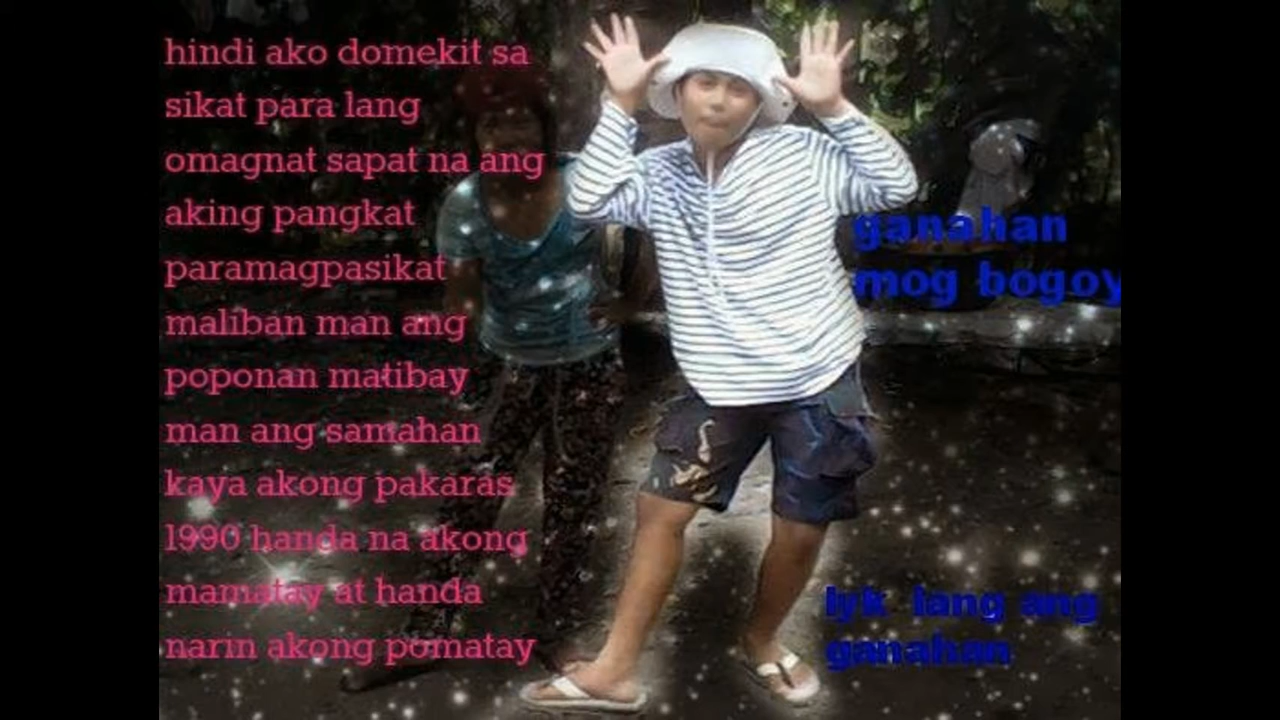 hindi ako domekit sa
sikat para lang
omagnat sapat na ang
aking pangkat
paramagpasikat
maliban man ang
poponan matibay
man ang samahan
kaya akong pakaras
1990 handa na akong
mamatay at handa
narin akong pomatay
ganahan
mog bogoy
lyk lang ang
ganahan